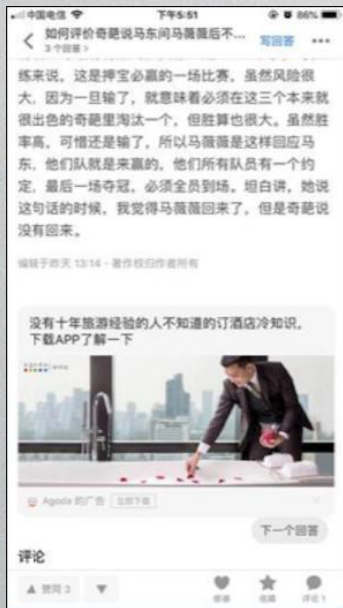 中国电信 下午5:51 86%
如何评价奇葩说马东问马薇薇后不... 写回答
3 个回答 >
练来说，这是押宝必赢的一场比赛，虽然风险很
大，因为一旦输了，就意味着必须在这三个本来就
很出色的奇葩里淘汰一个，但胜算也很大。虽然胜
率高，可惜还是输了，所以马薇薇是这样回应马
东，他们队就是来赢的，他们所有队员有一个约
定，最后一场夺冠，必须全员到场。坦白讲，她说
这句话的时候，我觉得马薇薇回来了，但是奇葩说
没有回来。
编辑于昨天 13:14 · 著作权归作者所有
没有十年旅游经验的人不知道的订酒店冷知识，
下载APP了解一下
Agoda 的广告 立即下载
下一个回答
评论
赞同 3
感谢 收藏 评论 1